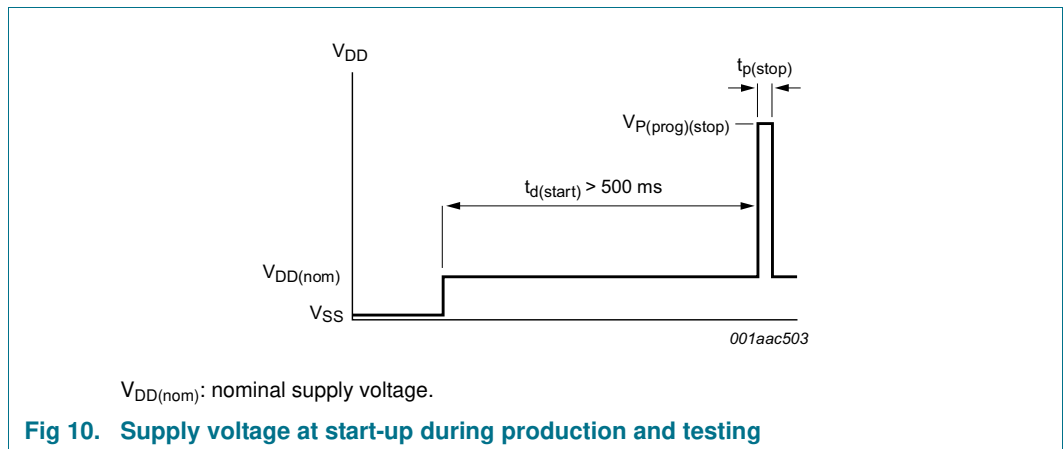 VDD
tp(stop)
VP(prog)(stop)
td(start) > 500 ms
VDD(nom)
VSS
001aac503
VDD(nom): nominal supply voltage.
Fig 10. Supply voltage at start-up during production and testing